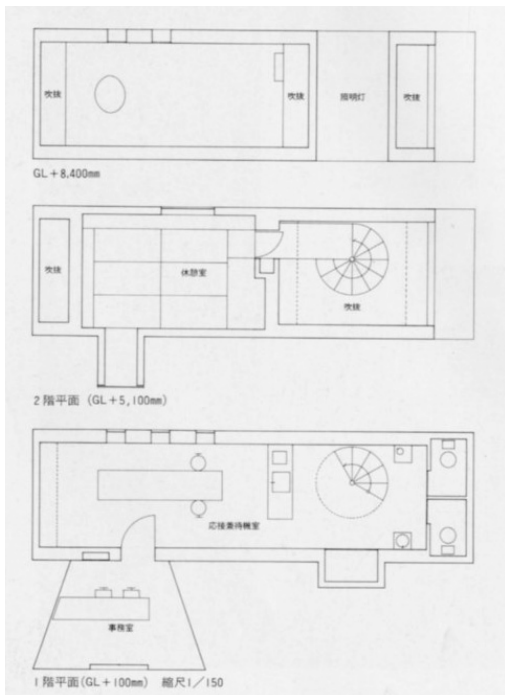 吹抜
吹抜
照明灯
吹抜
GL+8,400mm
吹抜
休憩室
吹抜
2階平面 (GL+5,100mm)
応接兼待機室
事務室
1階平面(GL+100mm) 縮尺1/150